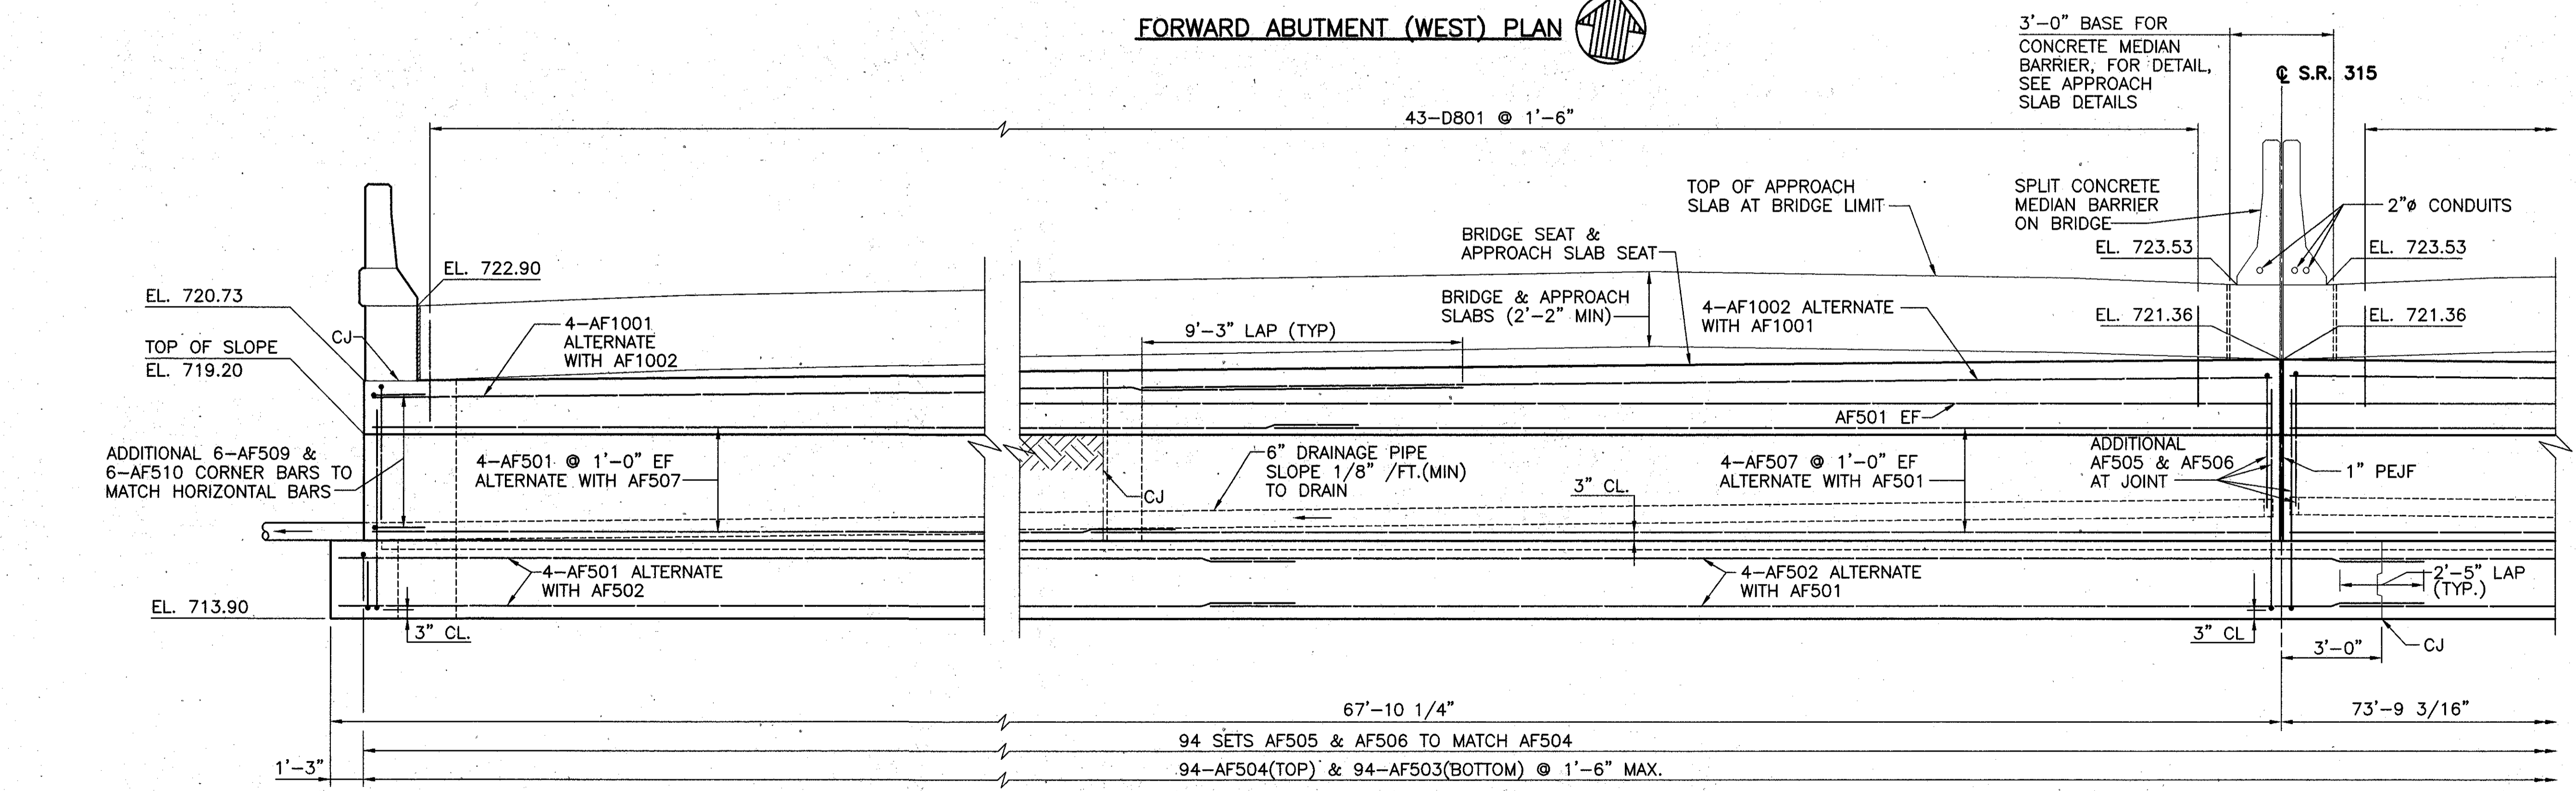 FORWARD ABUTMENT (WEST) PLAN
3'-0" BASE FOR
CONCRETE MEDIAN
BARRIER, FOR DETAIL,
SEE APPROACH
SLAB DETAILS
℄ S.R. 315
43-D801 @ 1'-6"
TOP OF APPROACH
SLAB AT BRIDGE LIMIT
SPLIT CONCRETE
MEDIAN BARRIER
ON BRIDGE
2"ø CONDUITS
BRIDGE SEAT &
APPROACH SLAB SEAT
EL. 723.53
EL. 723.53
EL. 722.90
EL. 720.73
BRIDGE & APPROACH
SLABS (2'-2" MIN)
4-AF1002 ALTERNATE
WITH AF1001
EL. 721.36
EL. 721.36
4-AF1001
ALTERNATE
WITH AF1002
CJ
9'-3" LAP (TYP)
TOP OF SLOPE
EL. 719.20
AF501 EF
ADDITIONAL 6-AF509 &
6-AF510 CORNER BARS TO
MATCH HORIZONTAL BARS
4-AF501 @ 1'-0" EF
ALTERNATE WITH AF507
6" DRAINAGE PIPE
SLOPE 1/8" /FT.(MIN)
TO DRAIN
CJ
3" CL.
4-AF507 @ 1'-0" EF
ALTERNATE WITH AF501
ADDITIONAL
AF505 & AF506
AT JOINT
1" PEJF
4-AF501 ALTERNATE
WITH AF502
4-AF502 ALTERNATE
WITH AF501
2'-5" LAP
(TYP.)
EL. 713.90
3" CL.
3" CL
3'-0"
CJ
67'-10 1/4"
73'-9 3/16"
94 SETS AF505 & AF506 TO MATCH AF504
1'-3"
94-AF504(TOP) & 94-AF503(BOTTOM) @ 1'-6" MAX.